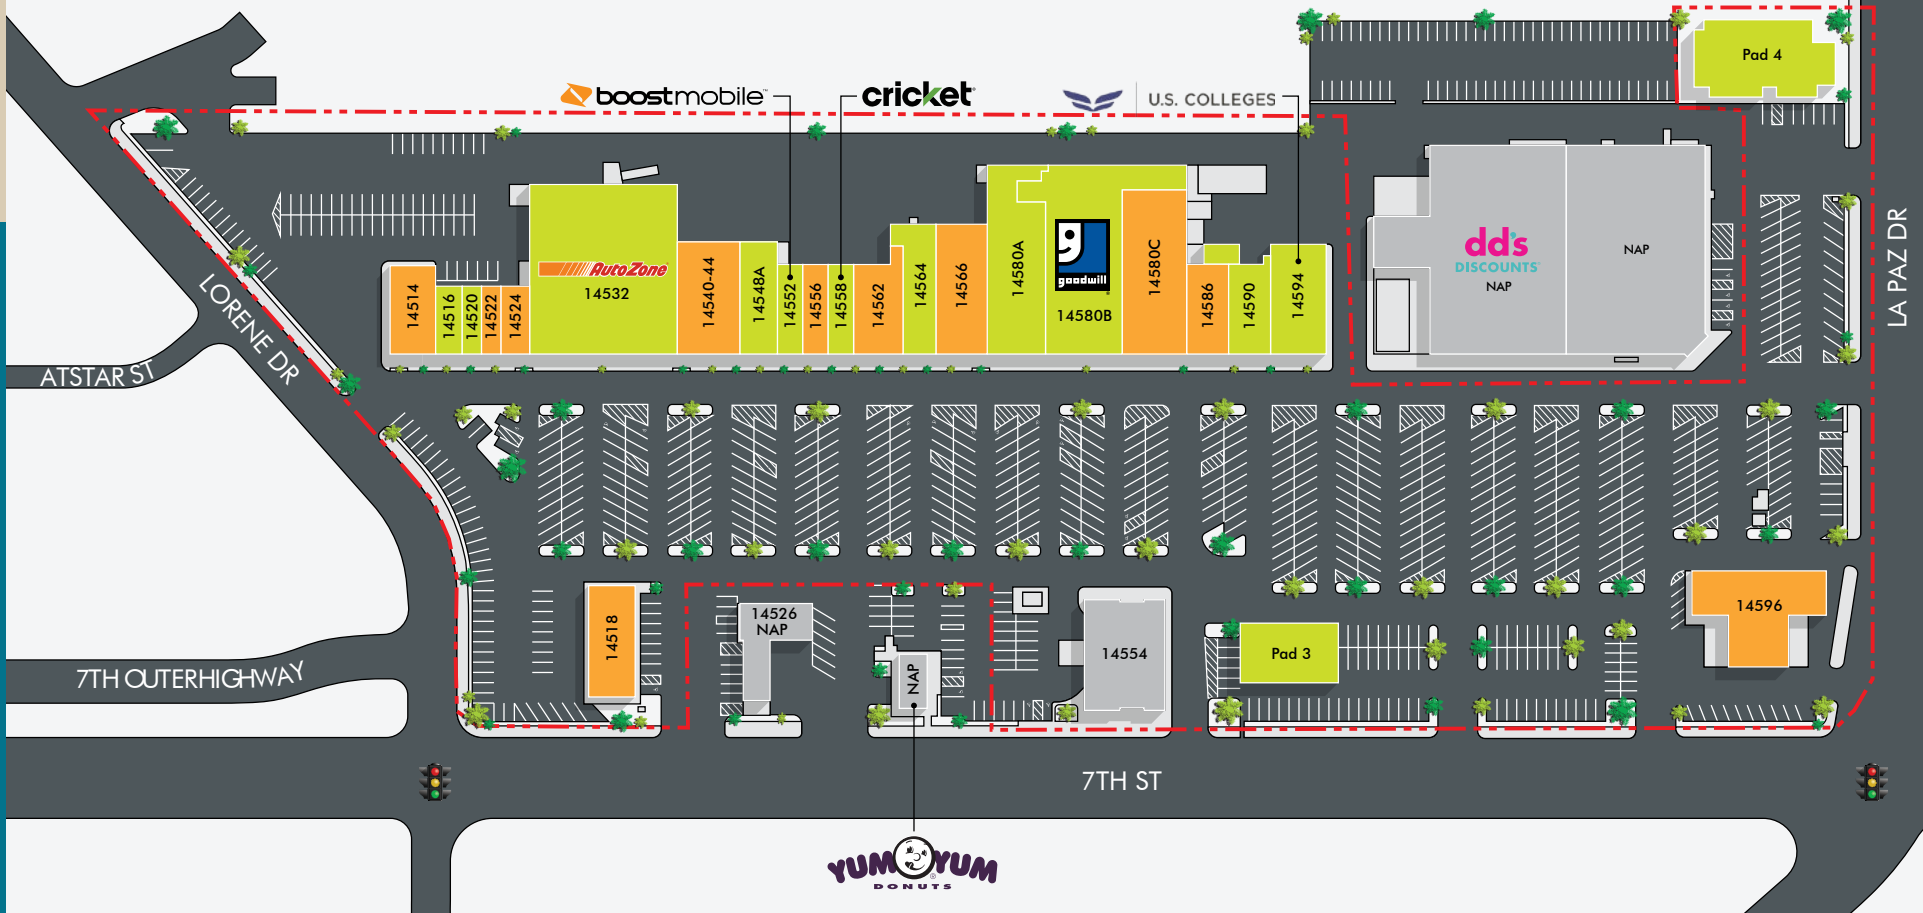 Pad 4
boostmobile
cricket
U.S. COLLEGES
LA PAZ DR
dd's
DISCOUNTS
NAP
NAP
AutoZone
14532
goodwill
14580B
14514
14516
14520
14522
14524
14540-44
14548A
14552
14556
14558
14562
14564
14566
14580A
14580C
14586
14590
14594
LORENE DR
ATSTAR ST
14518
14526
NAP
NAP
14554
Pad 3
14596
7TH OUTERHIGHWAY
7TH ST
YUM YUM
DONUTS